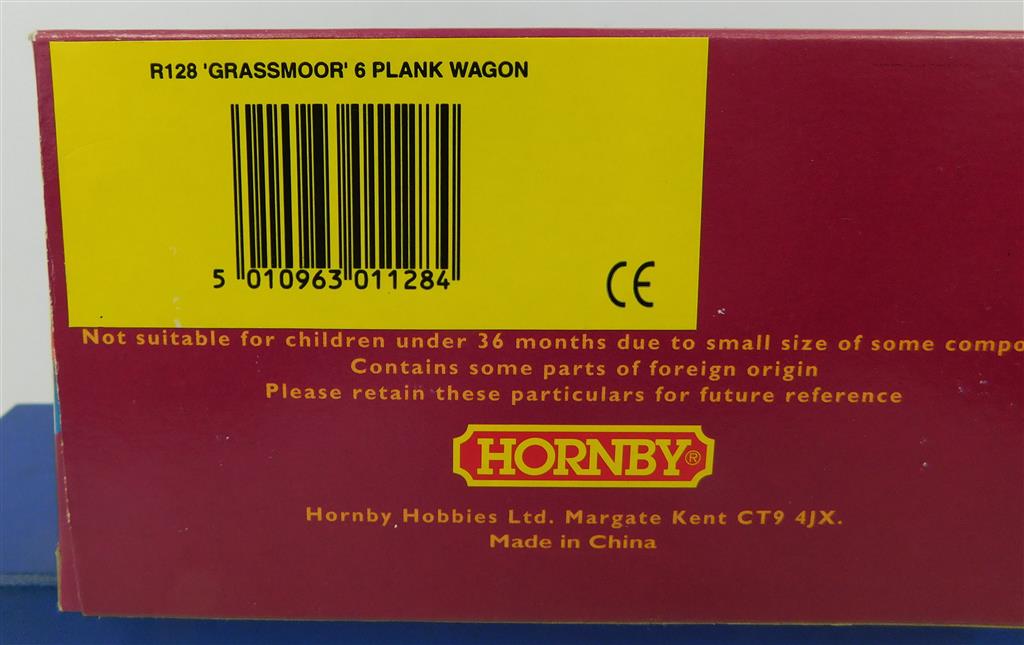 R128 'GRASSMOOR' 6 PLANK WAGON
5 010963 011284
CE
Not suitable for children under 36 months due to small size of some compo
Contains some parts of foreign origin
Please retain these particulars for future reference
HORNBY®
Hornby Hobbies Ltd. Margate Kent CT9 4JX.
Made in China